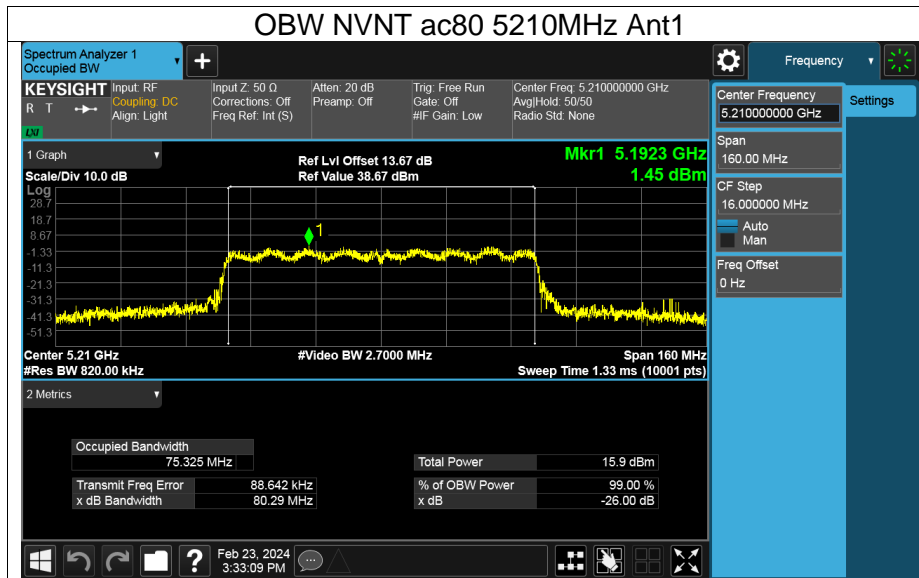 OBW NVNT ac80 5210MHz Ant1
Spectrum Analyzer 1
Occupied BW
▼
+
Frequency
▼
KEYSIGHT
R T
LXI
Input: RF
Coupling: DC
Align: Light
Input Z: 50 Ω
Corrections: Off
Freq Ref: Int (S)
Atten: 20 dB
Preamp: Off
Trig: Free Run
Gate: Off
#IF Gain: Low
Center Freq: 5.210000000 GHz
Avg|Hold: 50/50
Radio Std: None
Center Frequency
5.210000000 GHz
Settings
Span
160.00 MHz
CF Step
16.000000 MHz
Auto
Man
Freq Offset
0 Hz
1 Graph
▼
Scale/Div 10.0 dB
Ref Lvl Offset 13.67 dB
Ref Value 38.67 dBm
Mkr1 5.1923 GHz
1.45 dBm
Log
28.7
18.7
8.67
-1.33
-11.3
-21.3
-31.3
-41.3
-51.3
1
Center 5.21 GHz
#Res BW 820.00 kHz
#Video BW 2.7000 MHz
Span 160 MHz
Sweep Time 1.33 ms (10001 pts)
2 Metrics
▼
Occupied Bandwidth
75.325 MHz
Transmit Freq Error 88.642 kHz
x dB Bandwidth 80.29 MHz
Total Power 15.9 dBm
% of OBW Power 99.00 %
x dB -26.00 dB
?
Feb 23, 2024
3:33:09 PM